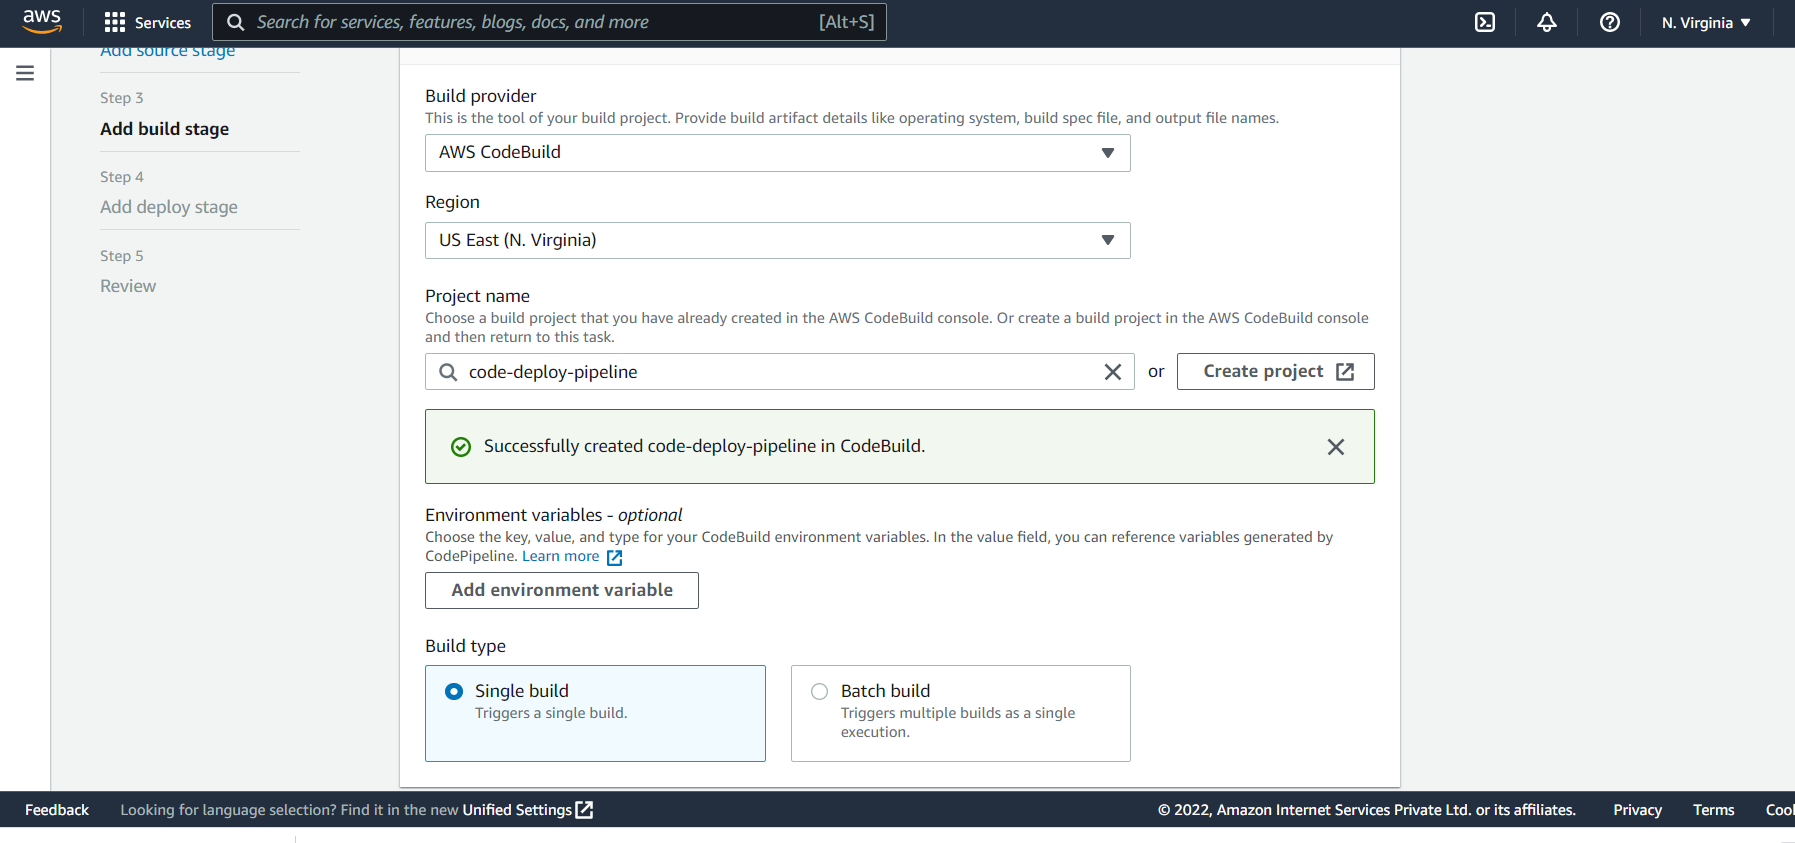 aws
Services
Search for services, features, blogs, docs, and more
[Alt+S]
N. Virginia
Add source stage
Step 3
Add build stage
Step 4
Add deploy stage
Step 5
Review
Build provider
This is the tool of your build project. Provide build artifact details like operating system, build spec file, and output file names.
AWS CodeBuild
Region
US East (N. Virginia)
Project name
Choose a build project that you have already created in the AWS CodeBuild console. Or create a build project in the AWS CodeBuild console
and then return to this task.
code-deploy-pipeline
or
Create project
Successfully created code-deploy-pipeline in CodeBuild.
Environment variables - optional
Choose the key, value, and type for your CodeBuild environment variables. In the value field, you can reference variables generated by
CodePipeline. Learn more
Add environment variable
Build type
Single build
Triggers a single build.
Batch build
Triggers multiple builds as a single
execution.
Feedback
Looking for language selection? Find it in the new Unified Settings
© 2022, Amazon Internet Services Private Ltd. or its affiliates.
Privacy
Terms